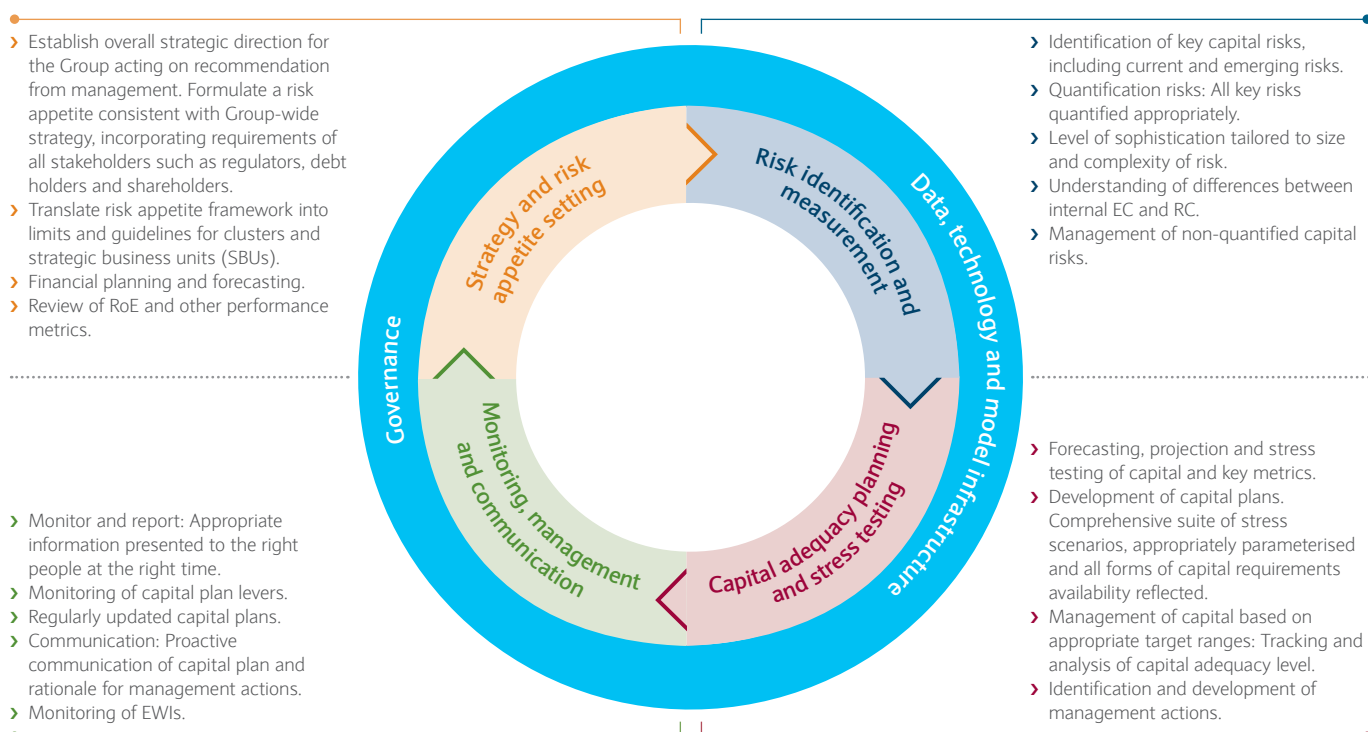 › Establish overall strategic direction for
the Group acting on recommendation
from management. Formulate a risk
appetite consistent with Group-wide
strategy, incorporating requirements of
all stakeholders such as regulators, debt
holders and shareholders.
› Translate risk appetite framework into
limits and guidelines for clusters and
strategic business units (SBUs).
› Financial planning and forecasting.
› Review of RoE and other performance
metrics.
› Identification of key capital risks,
including current and emerging risks.
› Quantification risks: All key risks
quantified appropriately.
› Level of sophistication tailored to size
and complexity of risk.
› Understanding of differences between
internal EC and RC.
› Management of non-quantified capital
risks.
Strategy and risk
appetite setting
Risk identification and
measurement
Governance
Data, technology and model infrastructure
Monitoring, management
and communication
Capital adequacy planning
and stress testing
› Monitor and report: Appropriate
information presented to the right
people at the right time.
› Monitoring of capital plan levers.
› Regularly updated capital plans.
› Communication: Proactive
communication of capital plan and
rationale for management actions.
› Monitoring of EWIs.
› Forecasting, projection and stress
testing of capital and key metrics.
› Development of capital plans.
Comprehensive suite of stress
scenarios, appropriately parameterised
and all forms of capital requirements
availability reflected.
› Management of capital based on
appropriate target ranges: Tracking and
analysis of capital adequacy level.
› Identification and development of
management actions.